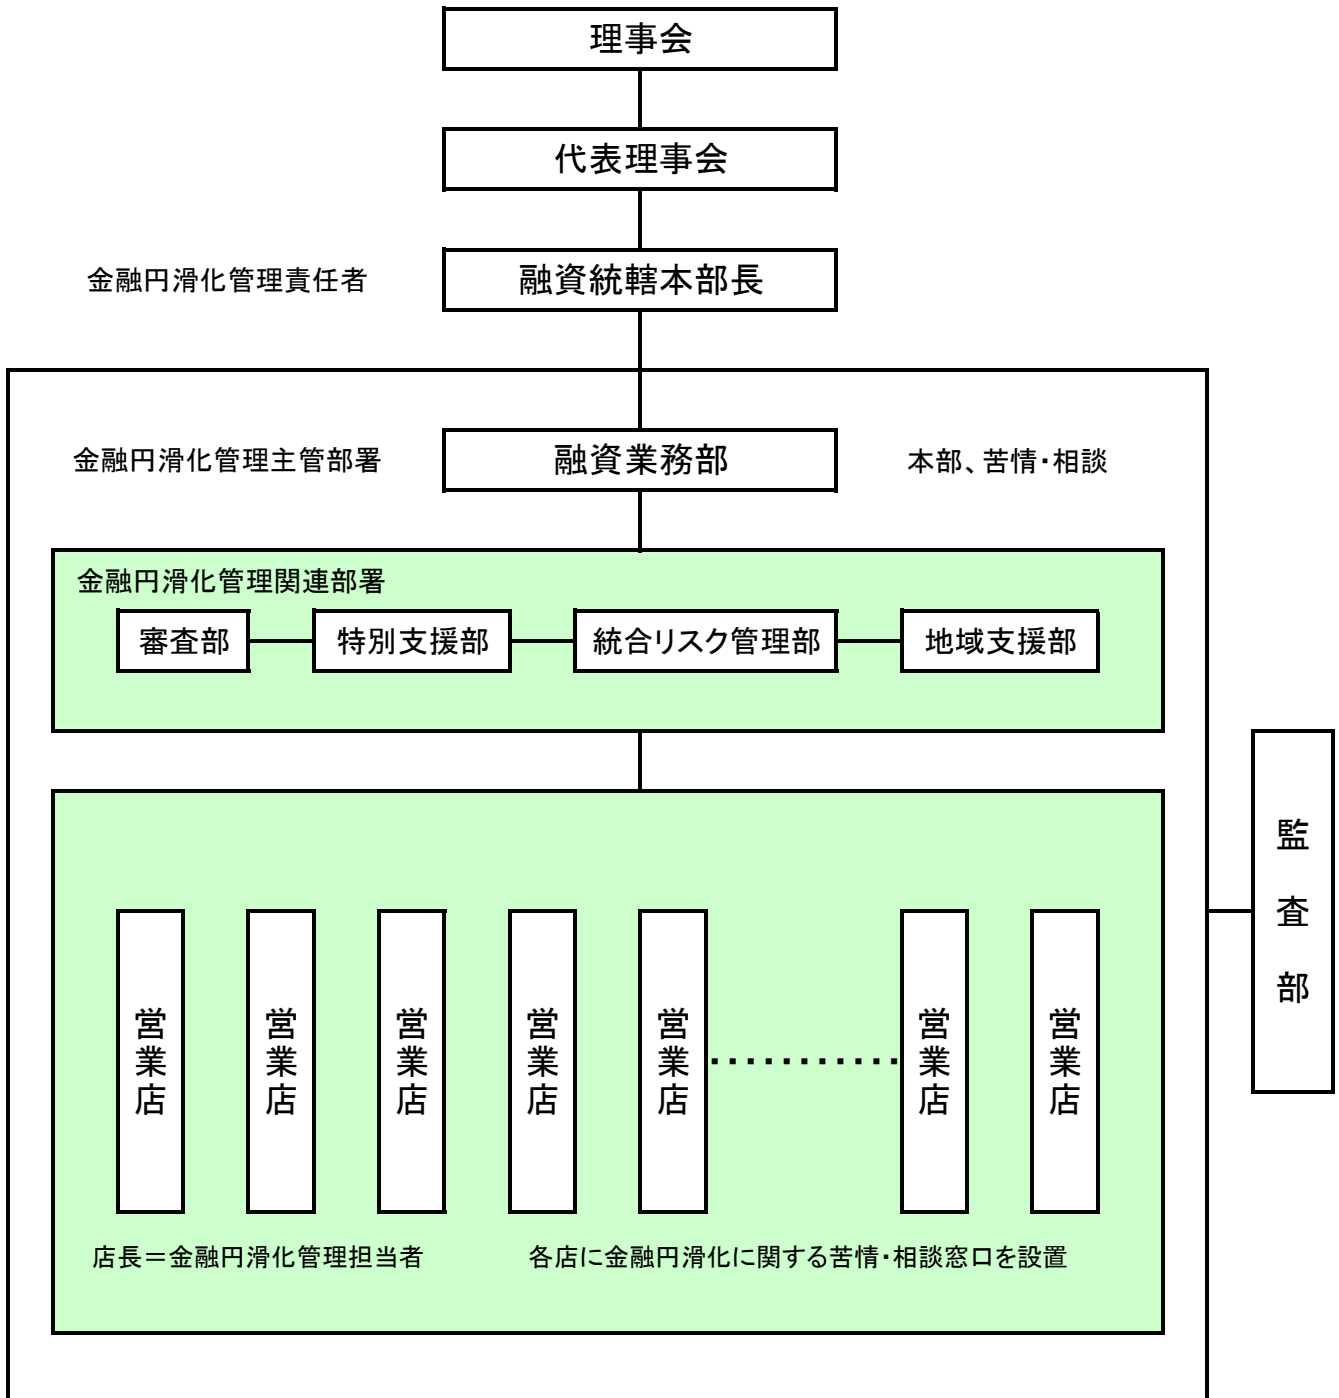 理事会
代表理事会
金融円滑化管理責任者
融資統轄本部長
金融円滑化管理主管部署
融資業務部
本部、苦情・相談
金融円滑化管理関連部署
審査部
特別支援部
統合リスク管理部
地域支援部
監査部
営業店
営業店
営業店
営業店
営業店
営業店
営業店
店長＝金融円滑化管理担当者
各店に金融円滑化に関する苦情・相談窓口を設置